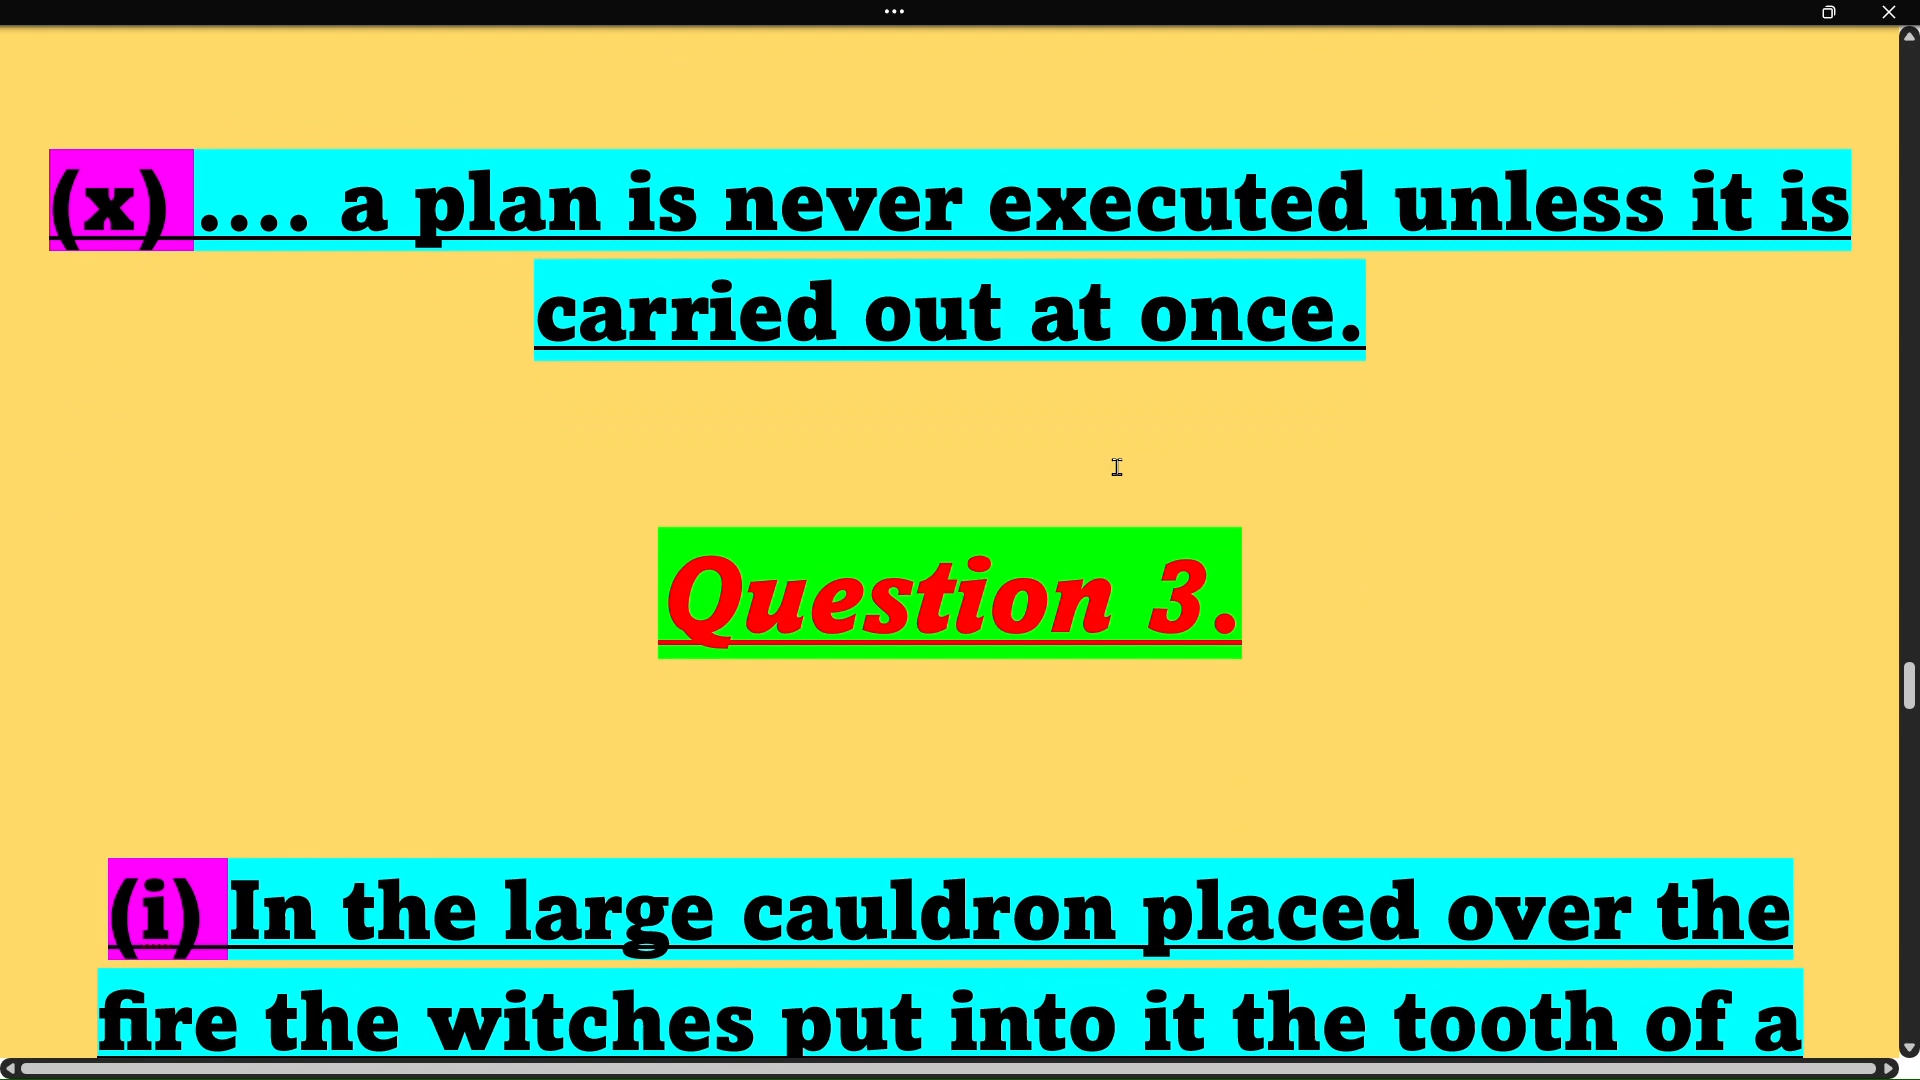 (x) .... a plan is never executed unless it is
carried out at once.
Question 3.
(i) In the large cauldron placed over the
fire the witches put into it the tooth of a